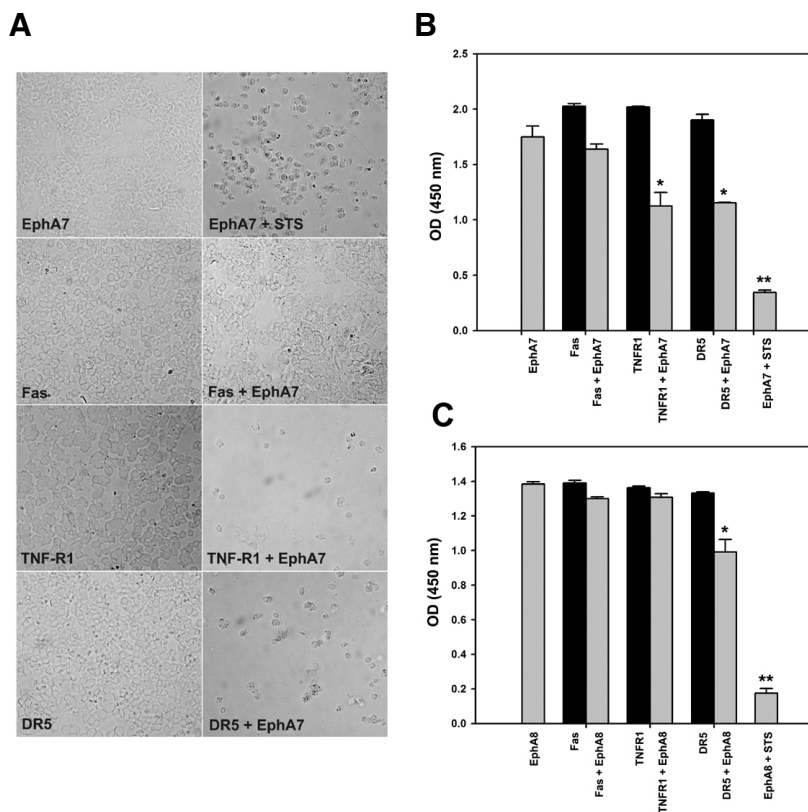 A
EphA7
EphA7 + STS
Fas
Fas + EphA7
TNF-R1
TNF-R1 + EphA7
DR5
DR5 + EphA7
B
2.5
2.0
1.5
1.0
0.5
0.0
OD (450 nm)
*
*
**
EphA7
Fas
Fas + EphA7
TNFR1
TNFR1 + EphA7
DR5
DR5 + EphA7
EphA7 + STS
C
1.6
1.4
1.2
1.0
0.8
0.6
0.4
0.2
0.0
OD (450 nm)
*
**
EphA8
Fas
Fas + EphA8
TNFR1
TNFR1 + EphA8
DR5
DR5 + EphA8
EphA8 + STS